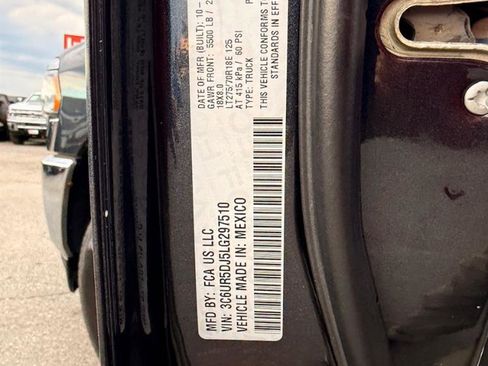 MFD BY: FCA US LLC
DATE OF MFR (BUILT): 10-
GAWR FRONT: 5500 LB / 2
LT275/70R18E 125
18X8.0
AT 415 kPa / 60 PSI
TYPE: TRUCK
THIS VEHICLE CONFORMS TO
STANDARDS IN EFF
VIN: 3C6UR5DJ5LG297510
VEHICLE MADE IN: MEXICO